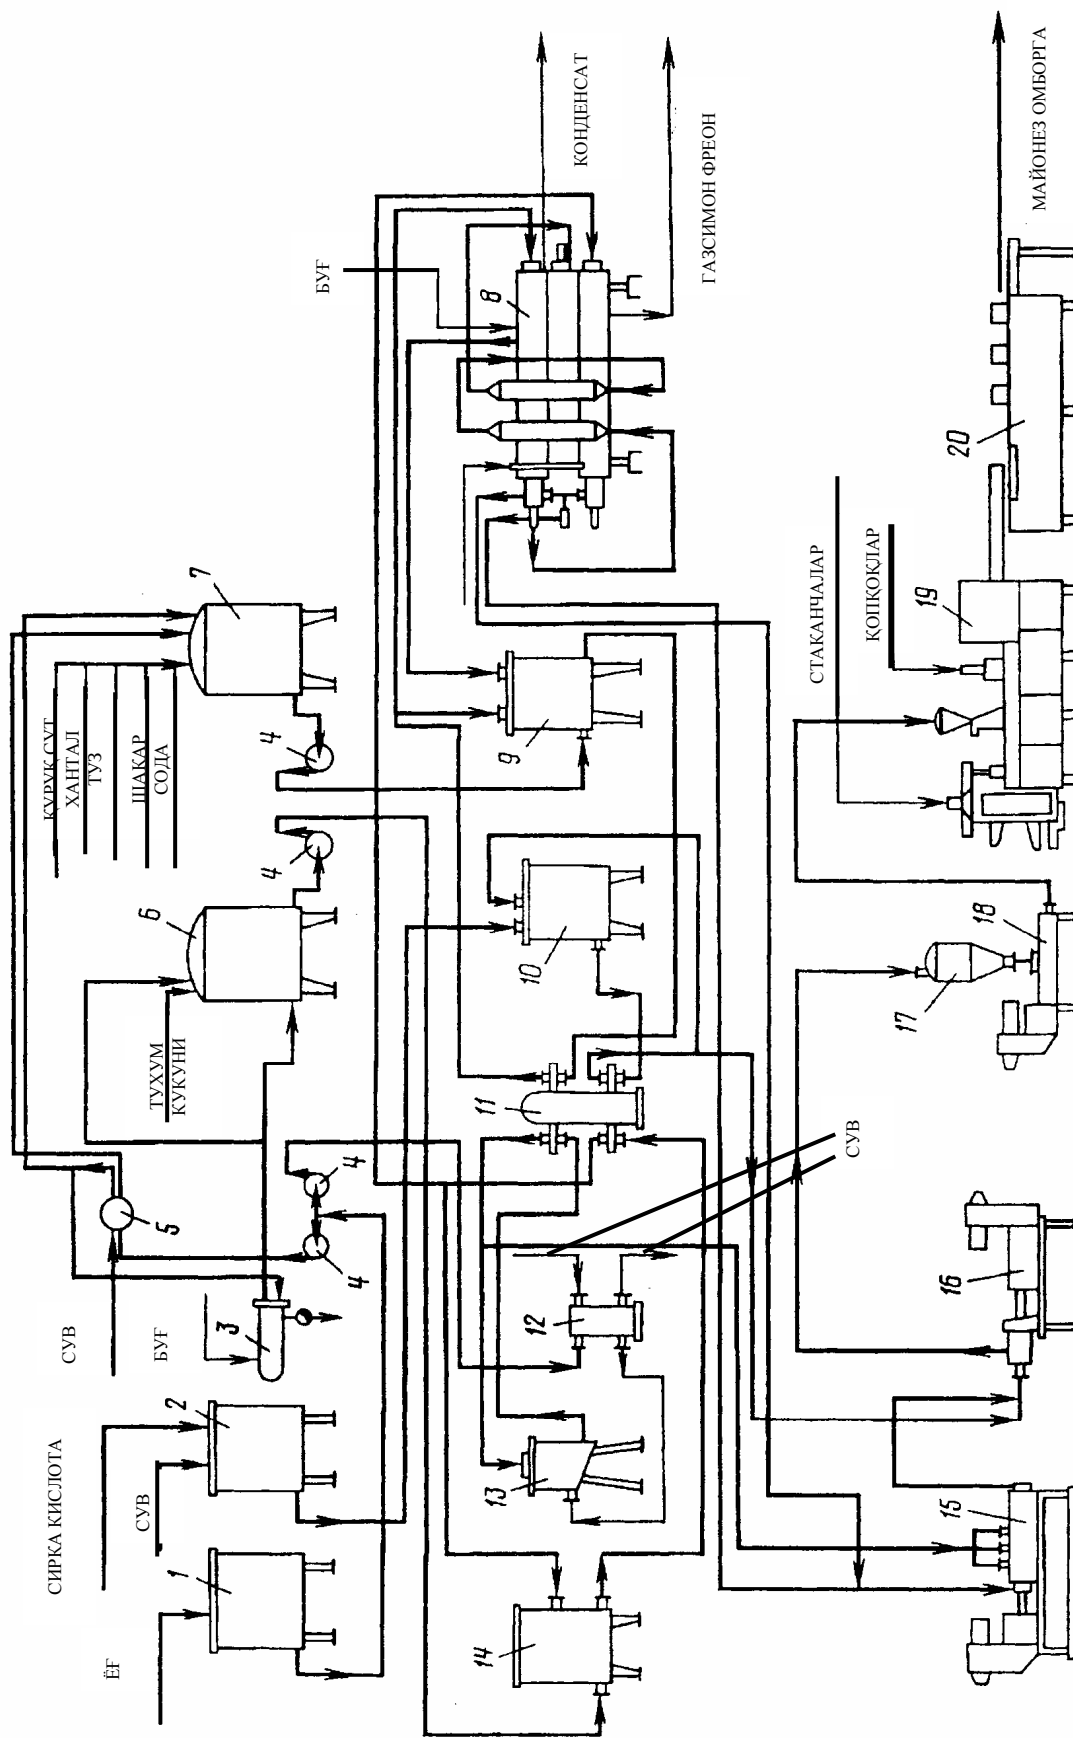 СИРКА КИСЛОТА
ЁҒ
СУВ
СУВ
БУҒ
ТУХУМ
КУКУНИ
ҚУРУҚ СУТ
ХАНТАЛ
ТУЗ
ШАКАР
СОДА
1
2
3
5
4
4
6
4
4
7
БУҒ
КОНДЕНСАТ
ГАЗСИМОН ФРЕОН
14
13
12
11
10
9
8
СУВ
СТАКАНЧАЛАР
ҚОПҚОҚЛАР
15
16
17
18
19
20
МАЙОНЕЗ ОМБОРГА